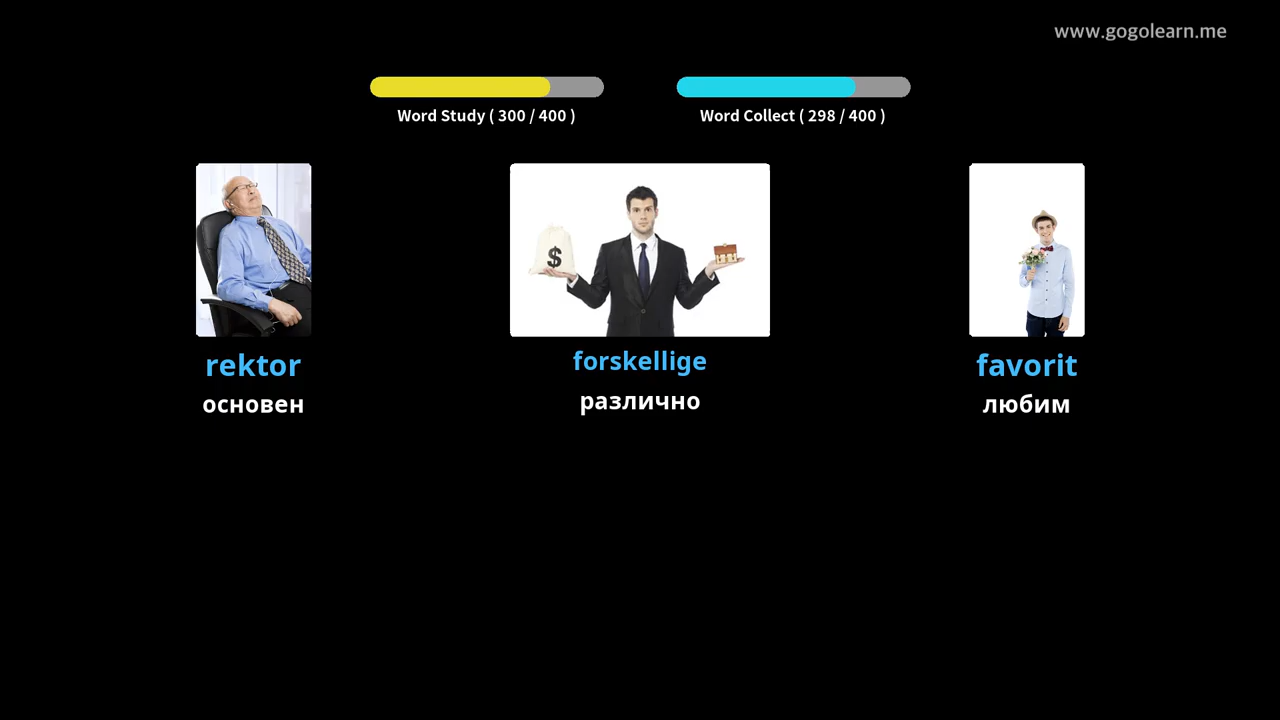 www.gogolearn.me
Word Study ( 300 / 400 )
Word Collect ( 298 / 400 )
$
rektor
основен
forskellige
различно
favorit
любим